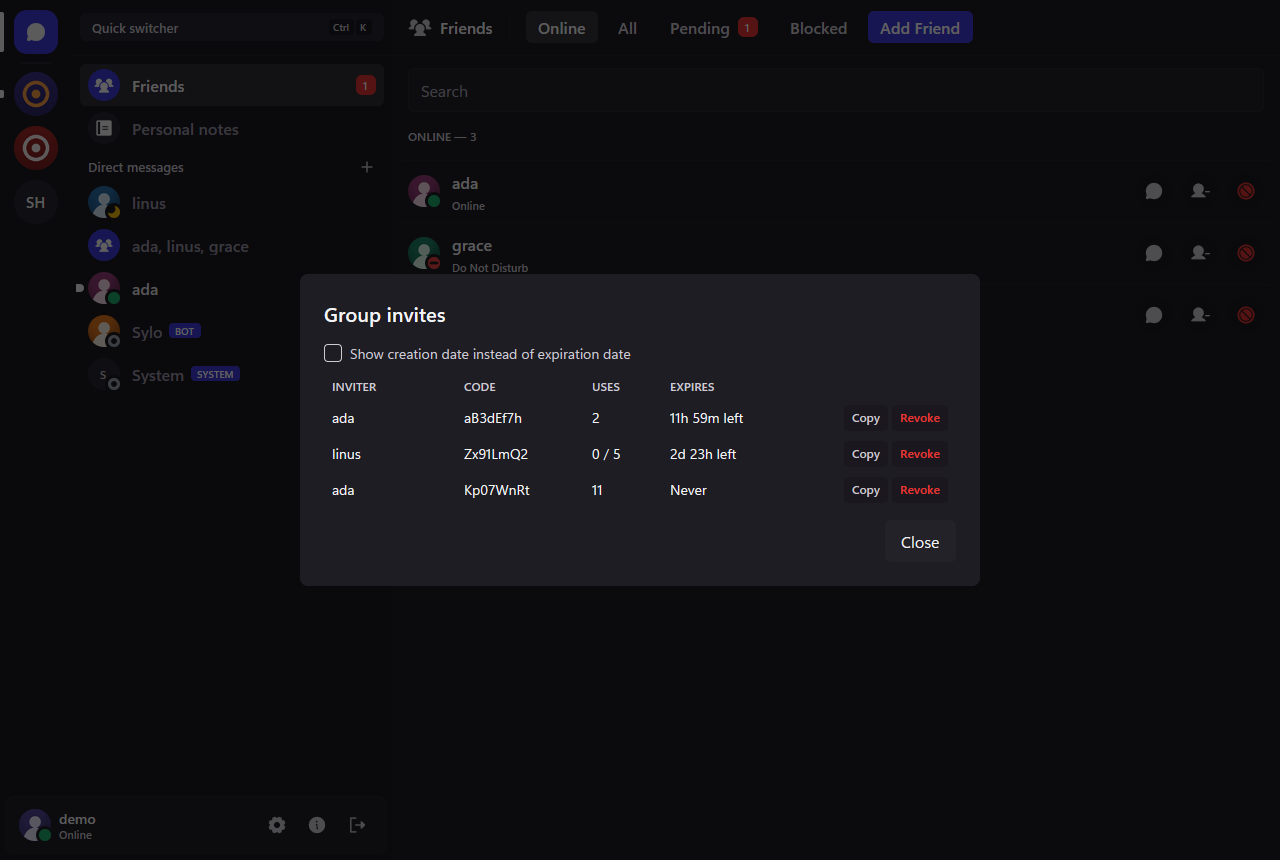 Quick switcher Ctrl K
Friends Online All Pending 1 Blocked Add Friend
Friends 1
Search
Personal notes
ONLINE — 3
Direct messages +
ada
Online
linus
SH
ada, linus, grace
grace
Do Not Disturb
ada
Sylo BOT
S System SYSTEM
Group invites
Show creation date instead of expiration date
INVITER CODE USES EXPIRES
ada aB3dEf7h 2 11h 59m left Copy Revoke
linus Zx91LmQ2 0 / 5 2d 23h left Copy Revoke
ada Kp07WnRt 11 Never Copy Revoke
Close
demo
Online